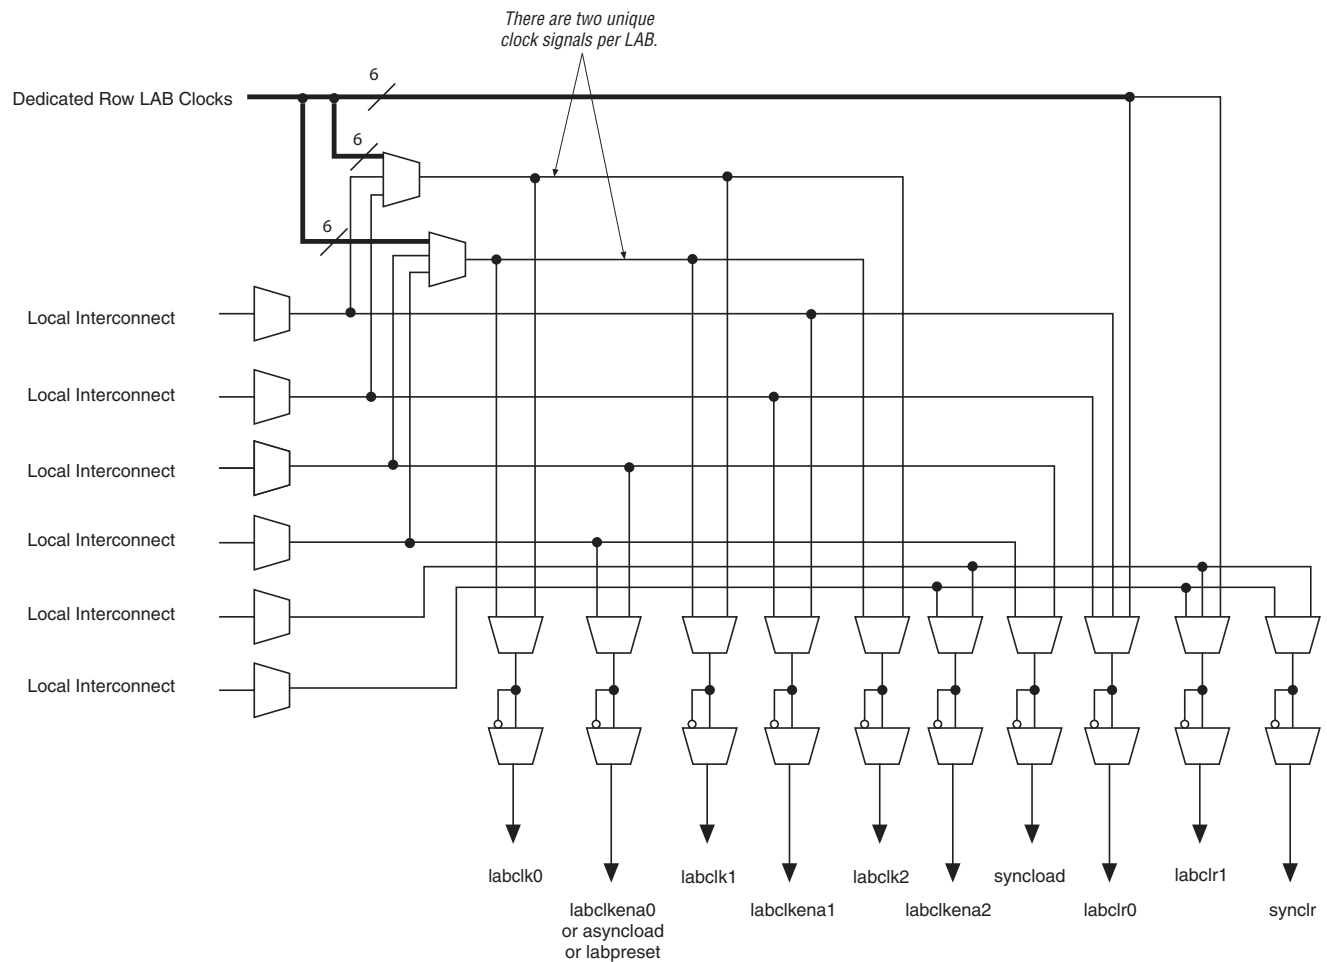 There are two unique
clock signals per LAB.
6
Dedicated Row LAB Clocks
6
6
Local Interconnect
Local Interconnect
Local Interconnect
Local Interconnect
Local Interconnect
Local Interconnect
labclk0
labclk1
labclk2
syncload
labclr1
labclkena0
or asyncload
or labpreset
labclkena1
labclkena2
labclr0
synclr